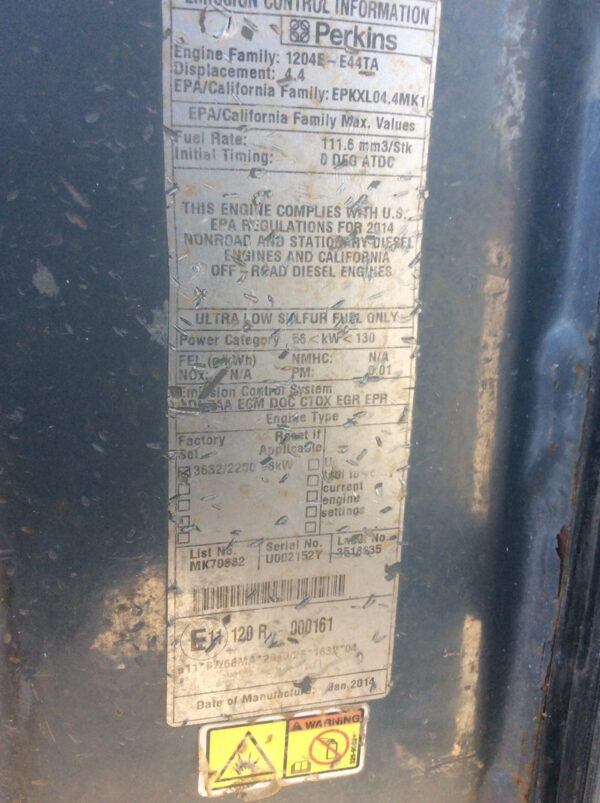 EMISSION CONTROL INFORMATION
Perkins
Engine Family: 1204E-E44TA
Displacement: 4.4
EPA/California Family: EPKXL04.4MK1
EPA/California Family Max. Values
Fuel Rate: 111.6 mm3/Stk
Initial Timing: 0 DEG ATDC
THIS ENGINE COMPLIES WITH U.S.
EPA REGULATIONS FOR 2014
NONROAD AND STATIONARY DIESEL
ENGINES AND CALIFORNIA
OFF-ROAD DIESEL ENGINES
ULTRA LOW SULFUR FUEL ONLY
Power Category 56<kW<130
FEL (g/kWh) NMHC: N/A
NOx: N/A PM: 0.01
Emission Control System
ECM DOC CTOX EGR EPR
Engine Type
Factory Reset if
Set Applicable
current
engine
settings
List No. Serial No. Label No.
MK70882 U002152T 3518835
E11 120 R 000161
Date of Manufacture: Jan 2014
WARNING